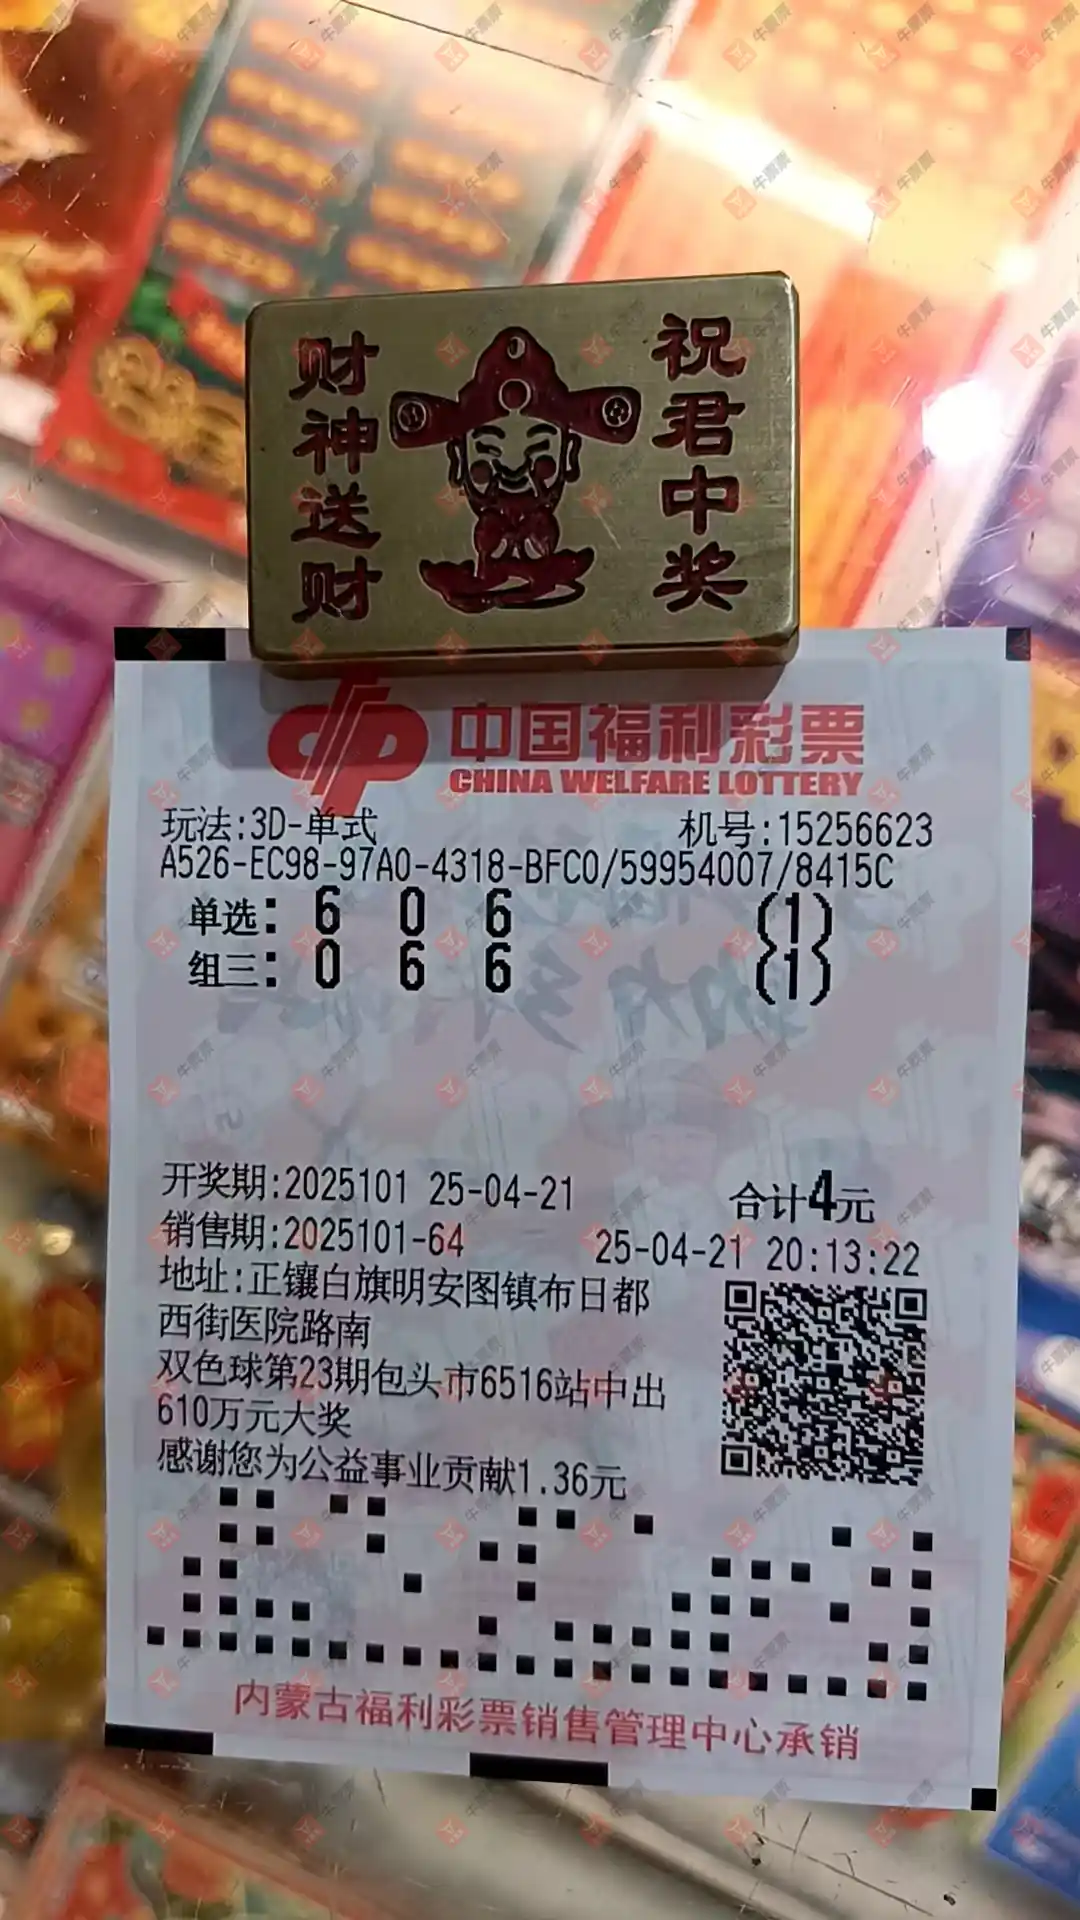 财神送财
祝君中奖
中国福利彩票
CHINA WELFARE LOTTERY
玩法:3D-单式 机号:15256623
A526-EC98-97A0-4318-BFC0/59954007/8415C
单选: 6 0 6 (1)
组三: 0 6 6 (1)
开奖期:2025101 25-04-21 合计4元
销售期:2025101-64 25-04-21 20:13:22
地址:正镶白旗明安图镇布日都
西街医院路南
双色球第23期包头市6516站中出
610万元大奖
感谢您为公益事业贡献1.36元
内蒙古福利彩票销售管理中心承销
牛票票